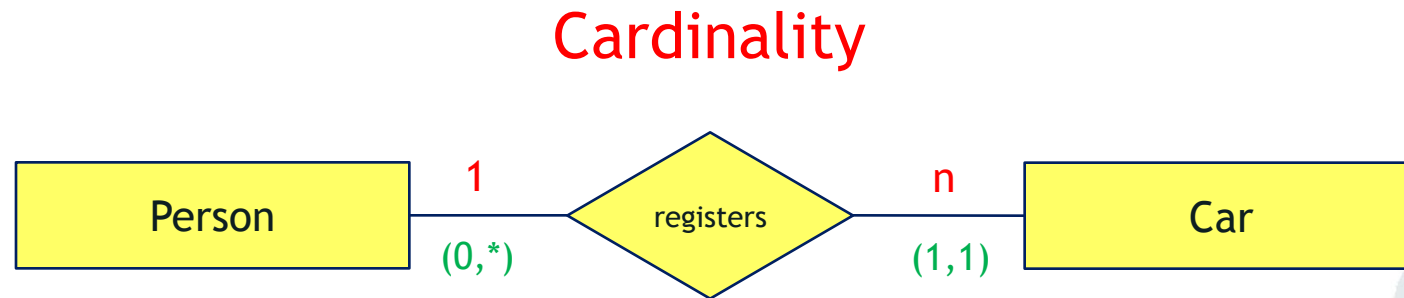 Cardinality
1
n
Person
registers
Car
(0,*)
(1,1)